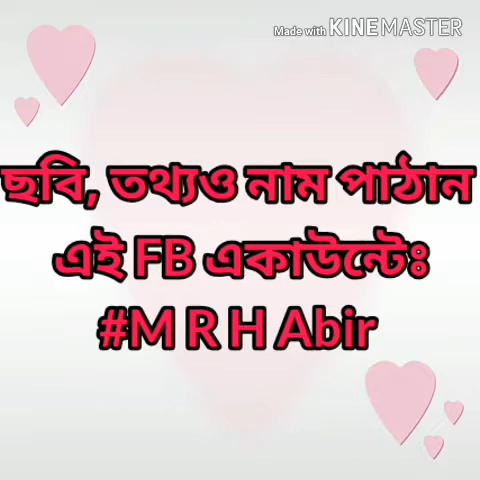 Made with KINEMASTER
ছবি, তথ্যও নাম পাঠান
এই FB একাউন্টেঃ
#M R H Abir